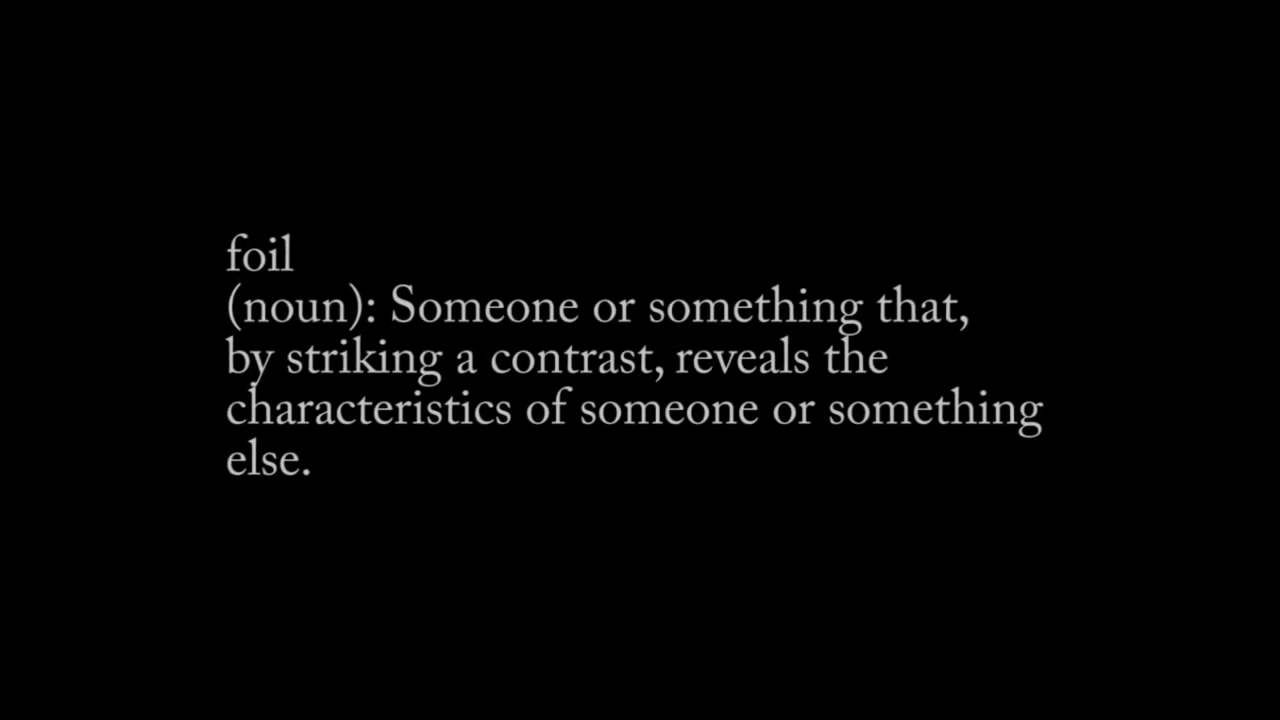 foil
(noun): Someone or something that,
by striking a contrast, reveals the
characteristics of someone or something
else.